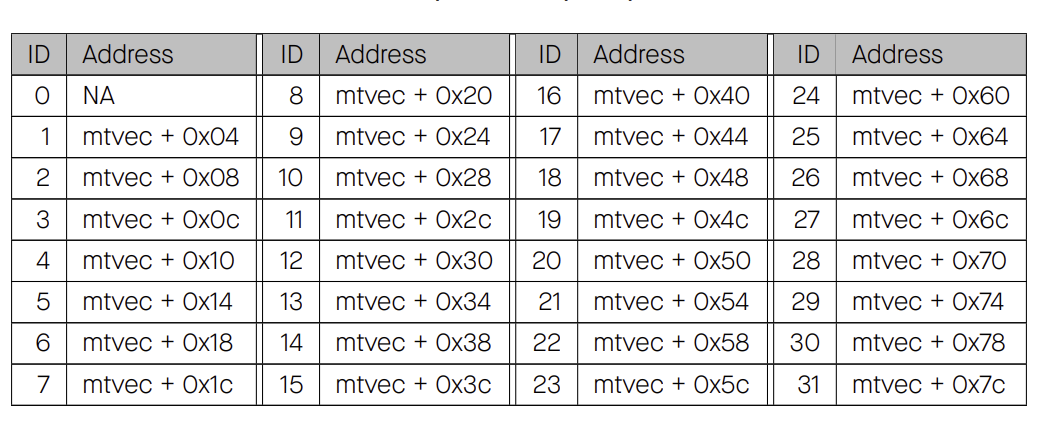 ID Address ID Address ID Address ID Address
0 NA 8 mtvec + 0x20 16 mtvec + 0x40 24 mtvec + 0x60
1 mtvec + 0x04 9 mtvec + 0x24 17 mtvec + 0x44 25 mtvec + 0x64
2 mtvec + 0x08 10 mtvec + 0x28 18 mtvec + 0x48 26 mtvec + 0x68
3 mtvec + 0x0c 11 mtvec + 0x2c 19 mtvec + 0x4c 27 mtvec + 0x6c
4 mtvec + 0x10 12 mtvec + 0x30 20 mtvec + 0x50 28 mtvec + 0x70
5 mtvec + 0x14 13 mtvec + 0x34 21 mtvec + 0x54 29 mtvec + 0x74
6 mtvec + 0x18 14 mtvec + 0x38 22 mtvec + 0x58 30 mtvec + 0x78
7 mtvec + 0x1c 15 mtvec + 0x3c 23 mtvec + 0x5c 31 mtvec + 0x7c